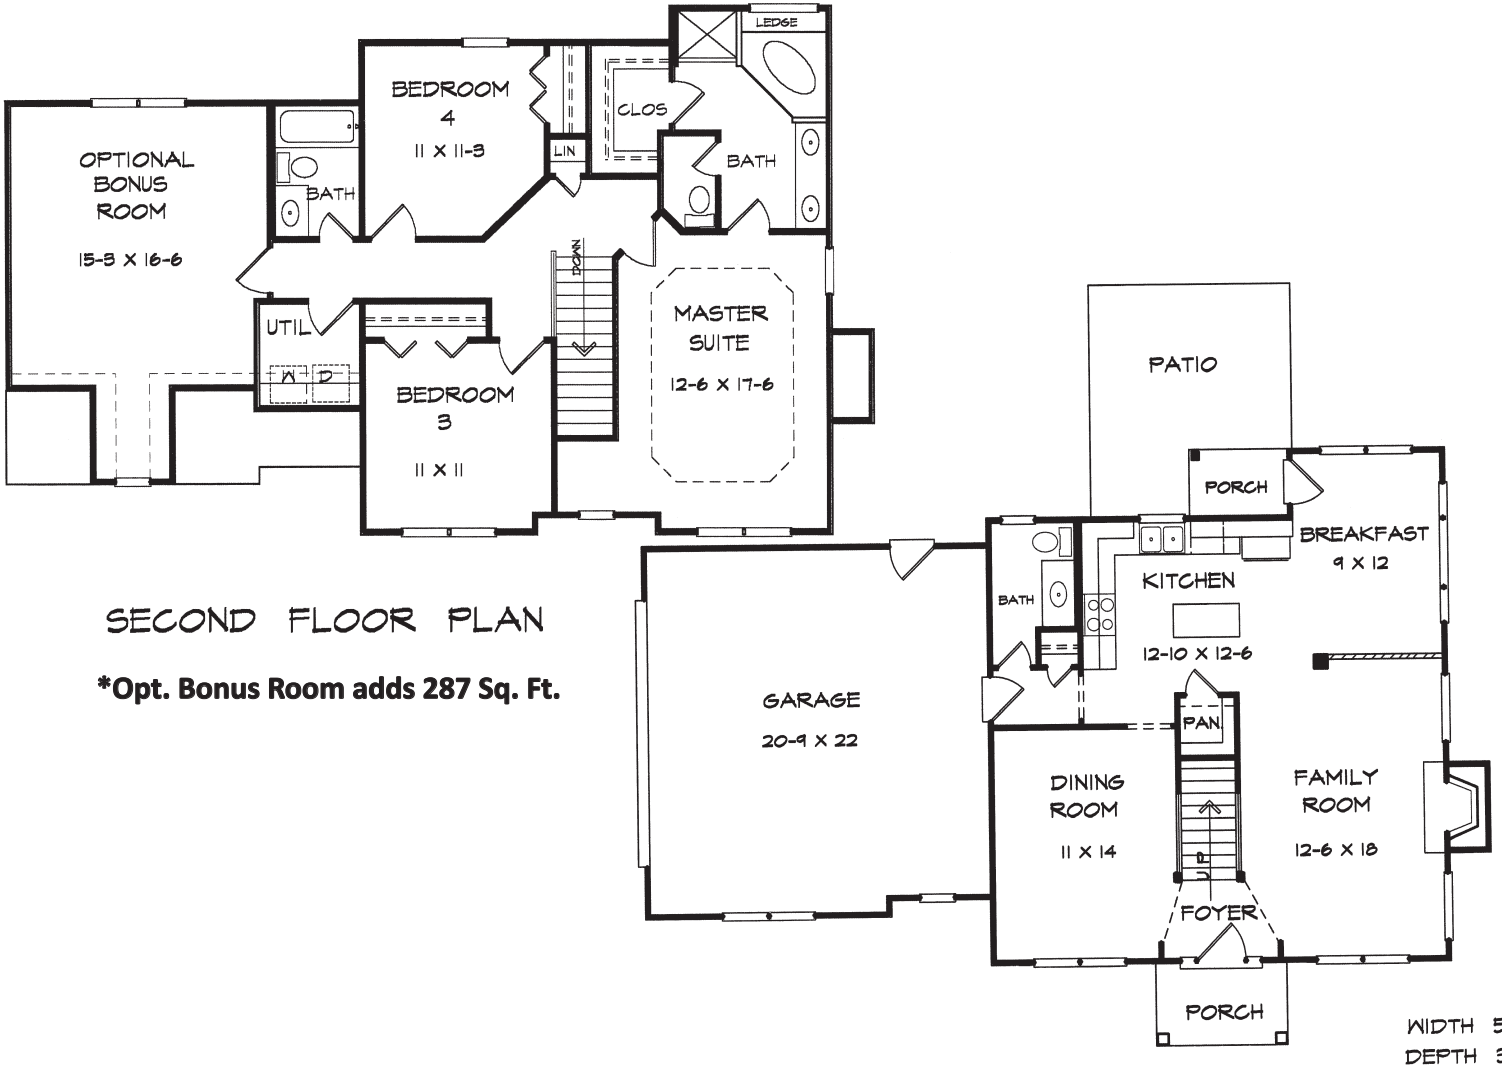 LEDGE
BEDROOM
4
11 X 11-3
CLOS
LIN
BATH
OPTIONAL
BONUS
ROOM
15-3 X 16-6
BATH
DOWN
MASTER
SUITE
12-6 X 17-6
UTIL
W D
BEDROOM
3
11 X 11
SECOND FLOOR PLAN
*Opt. Bonus Room adds 287 Sq. Ft.
PATIO
PORCH
BREAKFAST
9 X 12
KITCHEN
12-10 X 12-6
BATH
GARAGE
20-9 X 22
PAN.
DINING
ROOM
11 X 14
FAMILY
ROOM
12-6 X 18
UP
FOYER
PORCH
WIDTH 5
DEPTH 3